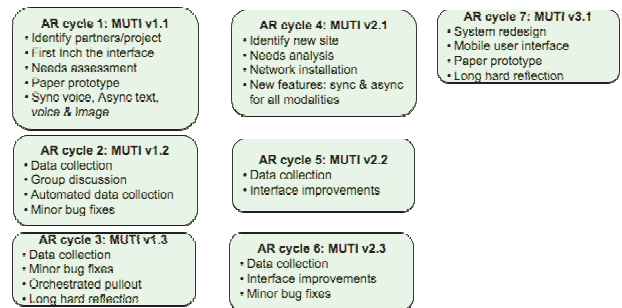 AR cycle 1: MUTI v1.1
• Identify partners/project
• First Inch the interface
• Needs assessment
• Paper prototype
• Sync voice, Async text,
voice & image
AR cycle 2: MUTI v1.2
• Data collection
• Group discussion
• Automated data collection
• Minor bug fixes
AR cycle 3: MUTI v1.3
• Data collection
• Minor bug fixes
• Orchestrated pullout
• Long hard reflection
AR cycle 4: MUTI v2.1
• Identify new site
• Needs analysis
• Network installation
• New features: sync & async
for all modalities
AR cycle 5: MUTI v2.2
• Data collection
• Interface improvements
AR cycle 6: MUTI v2.3
• Data collection
• Interface improvements
• Minor bug fixes
AR cycle 7: MUTI v3.1
• System redesign
• Mobile user interface
• Paper prototype
• Long hard reflection